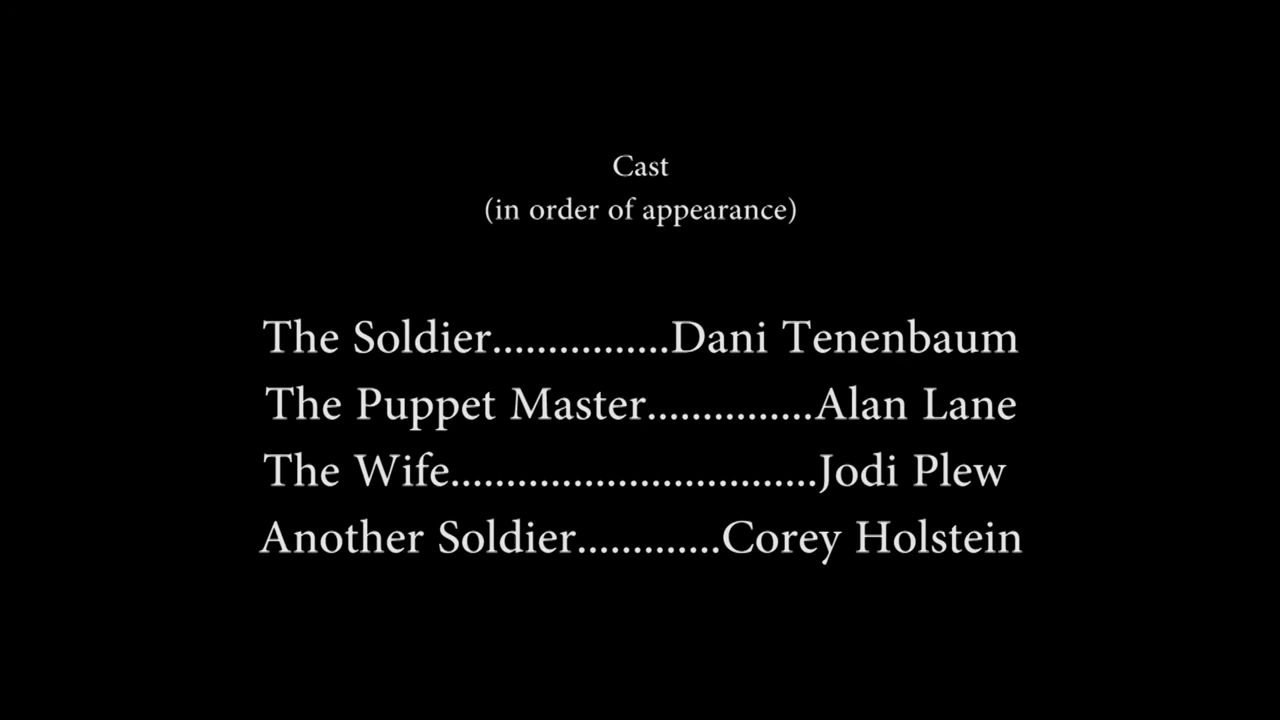 Cast
(in order of appearance)
The Soldier................Dani Tenenbaum
The Puppet Master...............Alan Lane
The Wife.................................Jodi Plew
Another Soldier.............Corey Holstein